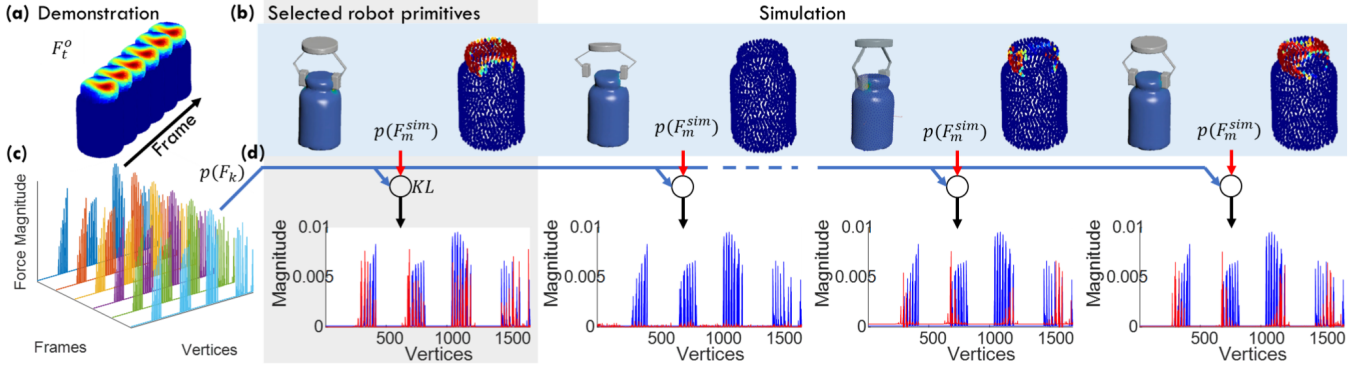 (a) Demonstration
F_t^o
Frame
(b) Selected robot primitives
Simulation
p(F_m^{sim})
p(F_m^{sim})
p(F_m^{sim})
p(F_m^{sim})
(c)
Force Magnitude
Frames
Vertices
p(F_k)
(d)
KL
Magnitude
0.01
0.005
0
500
1000
1500
Vertices
Magnitude
0.01
0.005
0
500
1000
1500
Vertices
Magnitude
0.01
0.005
0
500
1000
1500
Vertices
Magnitude
0.01
0.005
0
500
1000
1500
Vertices